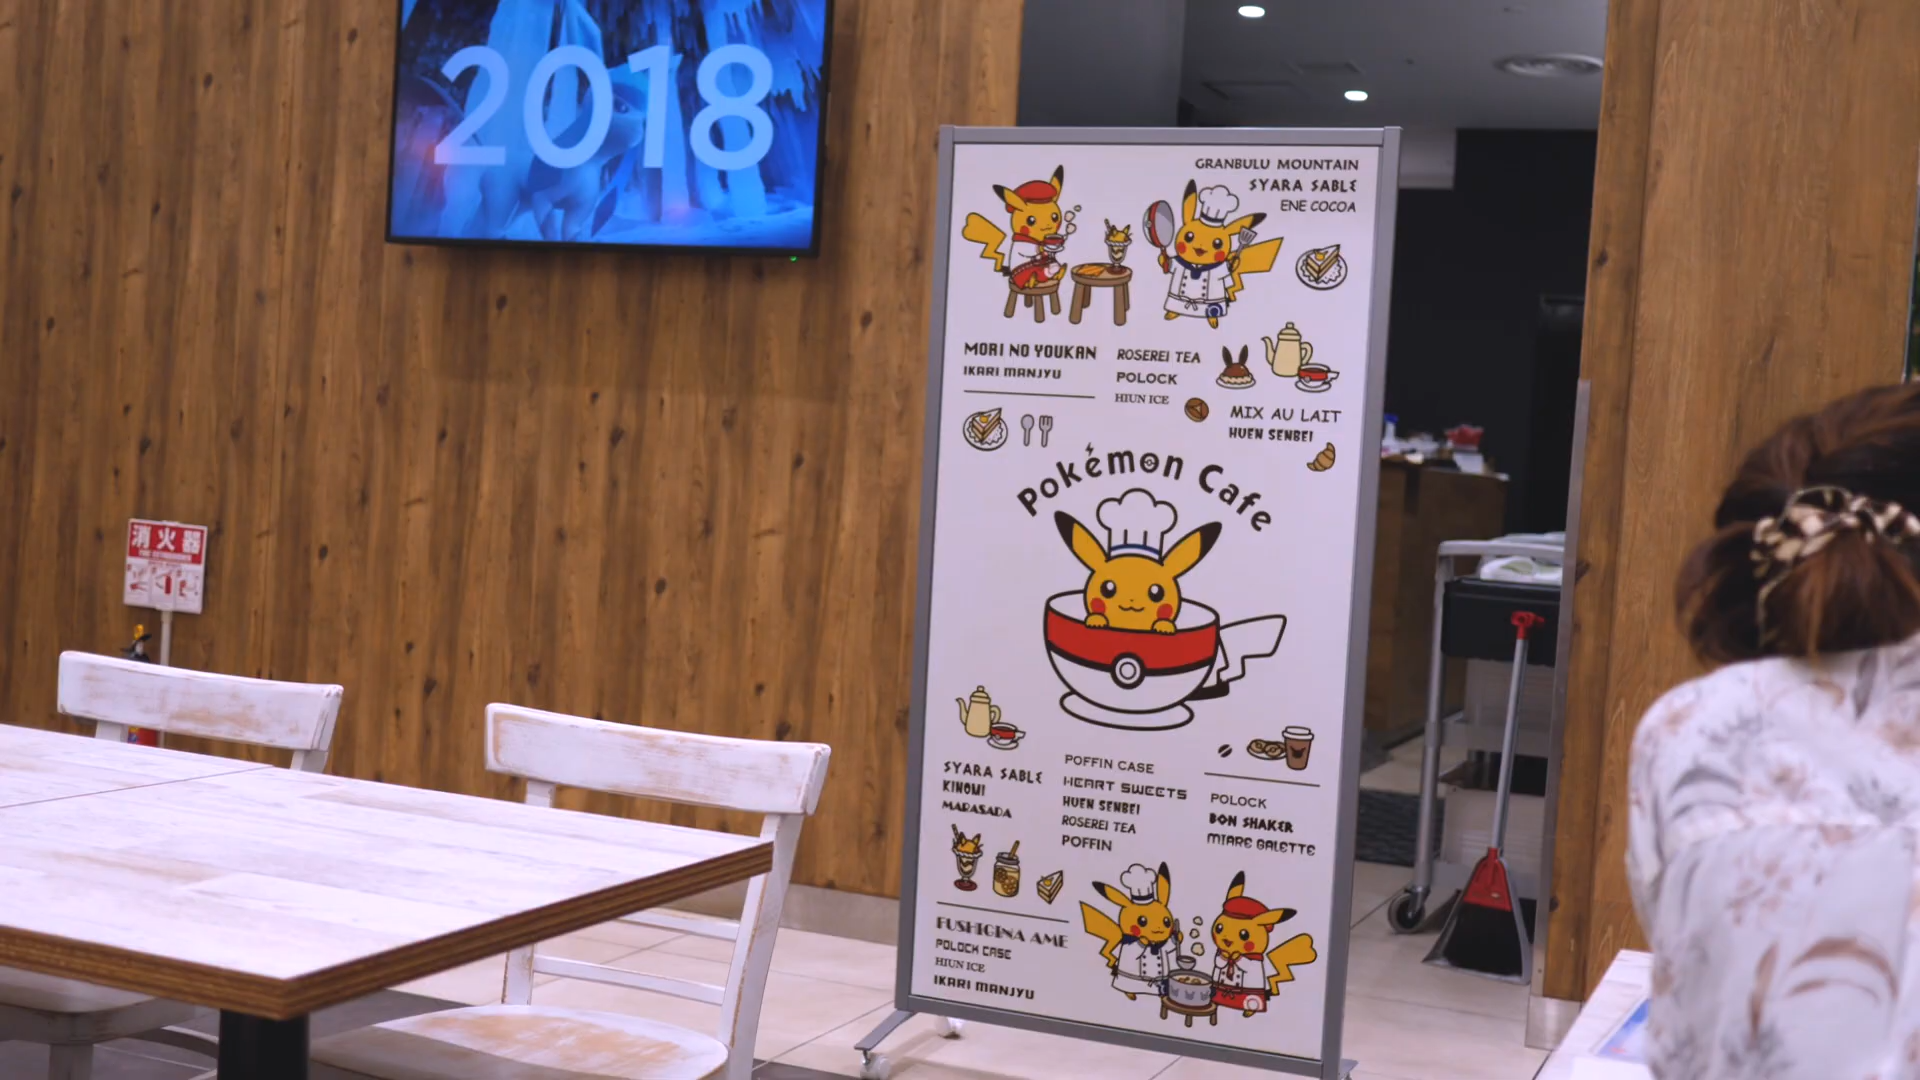 2018
消火器
FIRE EXTINGUISHER
GRANBULU MOUNTAIN
SYARA SABLE
ENE COCOA
MORI NO YOUKAN
IKARI MANJYU
ROSEREI TEA
POLOCK
HIUN ICE
MIX AU LAIT
HUEN SENBEI
Pokémon Cafe
SYARA SABLE
KINOMI
MARASADA
POFFIN CASE
HEART SWEETS
HUEN SENBEI
ROSEREI TEA
POFFIN
POLOCK
BON SHAKER
MIARE GALETTE
FUSHIGINA AME
POLOCK CASE
HIUN ICE
IKARI MANJYU